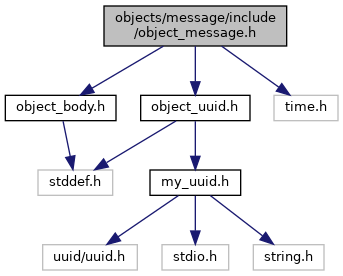 objects/message/include
/object_message.h
object_body.h
object_uuid.h
time.h
stddef.h
my_uuid.h
uuid/uuid.h
stdio.h
string.h